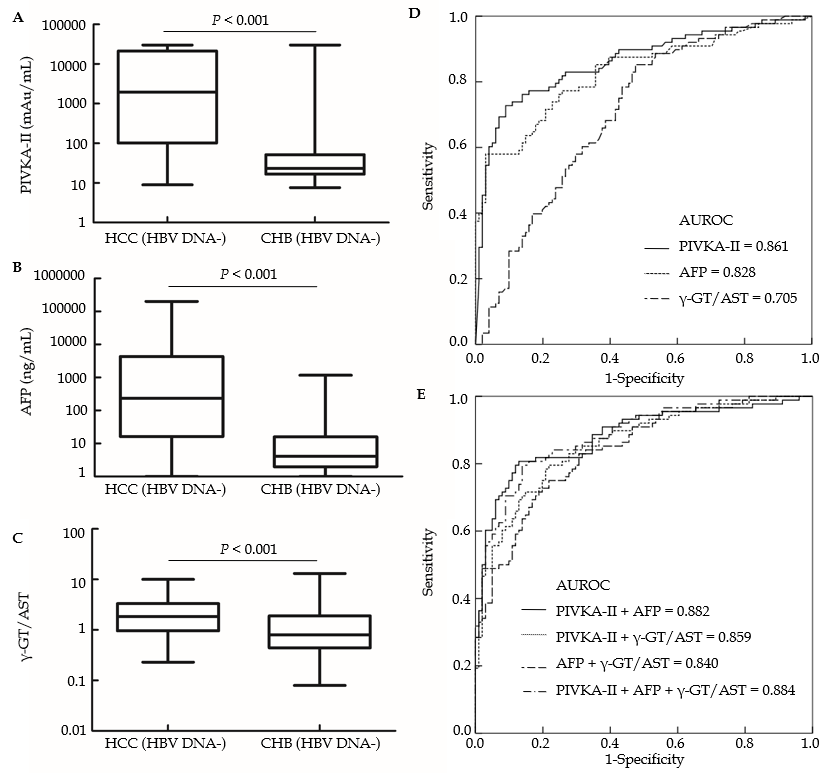 A
P < 0.001
100000
10000
1000
100
10
1
PIVKA-II (mAu/mL)
HCC (HBV DNA-)
CHB (HBV DNA-)
B
P < 0.001
1000000
100000
10000
1000
100
10
1
AFP (ng/mL)
HCC (HBV DNA-)
CHB (HBV DNA-)
C
P < 0.001
100
10
1
0.1
0.01
γ-GT/AST
HCC (HBV DNA-)
CHB (HBV DNA-)
D
1.0
0.8
0.6
0.4
0.2
0.0
Sensitivity
AUROC
PIVKA-II = 0.861
AFP = 0.828
γ-GT/AST = 0.705
0.0
0.2
0.4
0.6
0.8
1.0
1-Specificity
E
1.0
0.8
0.6
0.4
0.2
0.0
Sensitivity
AUROC
PIVKA-II + AFP = 0.882
PIVKA-II + γ-GT/AST = 0.859
AFP + γ-GT/AST = 0.840
PIVKA-II + AFP + γ-GT/AST = 0.884
0.0
0.2
0.4
0.6
0.8
1.0
1-Specificity